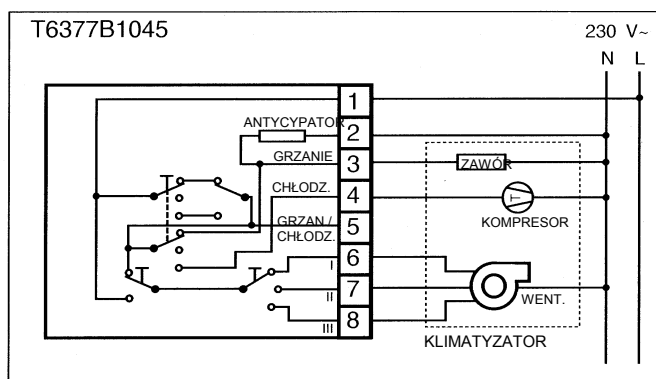 T6377B1045
230 V~
N L
1
ANTYCYPATOR
2
GRZANIE
3
ZAWÓR
CHŁODZ.
4
KOMPRESOR
GRZAN /
CHŁODZ.
5
I
6
II
7
WENT.
III
8
KLIMATYZATOR